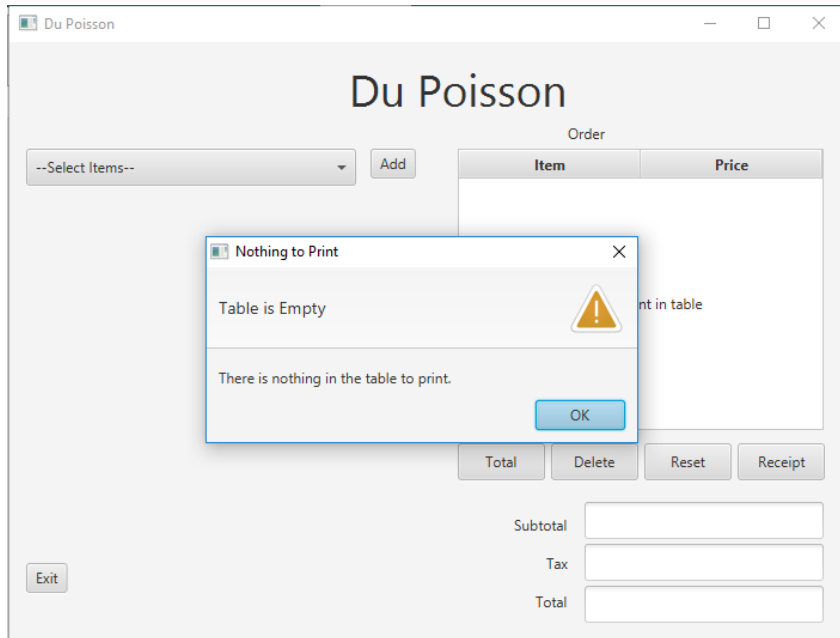 Du Poisson
Du Poisson
Order
--Select Items--
Add
Item Price
Nothing to Print
Table is Empty
in table
There is nothing in the table to print.
OK
Total Delete Reset Receipt
Subtotal
Tax
Exit
Total